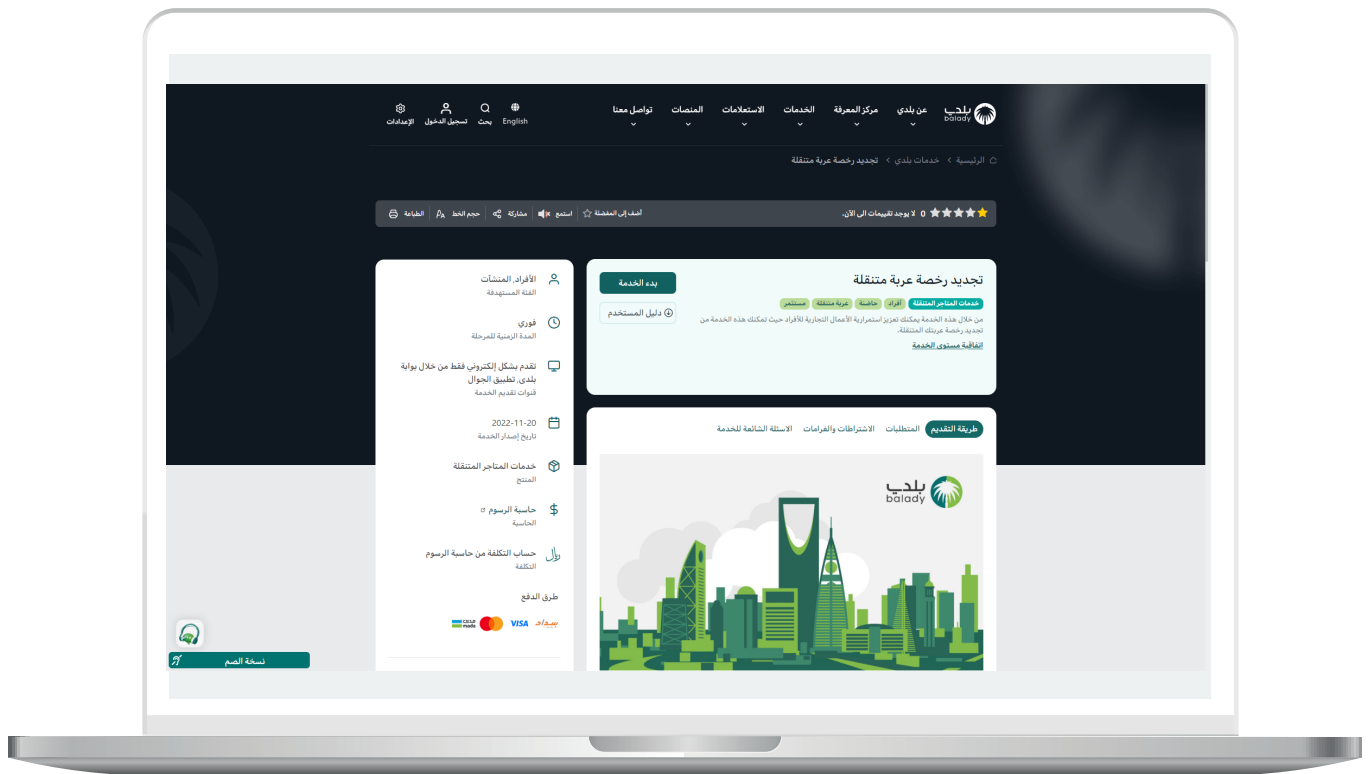 بلدي
balady
عن بلدي
مركز المعرفة
الخدمات
الاستعلامات
المنصات
تواصل معنا
English
بحث
تسجيل الدخول
الإعدادات
الرئيسية > خدمات بلدي > تجديد رخصة عربة متنقلة
0 لا يوجد تقييمات الى الآن.
أضف إلى المفضلة
استمع
مشاركة
حجم الخط
الطباعة
تجديد رخصة عربة متنقلة
بدء الخدمة
دليل المستخدم
خدمات المتاجر المتنقلة أفراد حاضنة عربة متنقلة مستثمر
من خلال هذه الخدمة يمكنك تعزيز استمرارية الأعمال التجارية للأفراد حيث تمكنك هذه الخدمة من
تجديد رخصة عربتك المتنقلة.
اتفاقية مستوى الخدمة
طريقة التقديم
المتطلبات
الاشتراطات والغرامات
الاسئلة الشائعة للخدمة
بلدي
balady
الأفراد, المنشآت
الفئة المستهدفة
فوري
المدة الزمنية للمرحلة
تقدم بشكل إلكتروني فقط من خلال بوابة
بلدي, تطبيق الجوال
قنوات تقديم الخدمة
2022-11-20
تاريخ إصدار الخدمة
خدمات المتاجر المتنقلة
المنتج
حاسبة الرسوم
الحاسبة
حساب التكلفة من حاسبة الرسوم
التكلفة
طرق الدفع
سداد
VISA
مدى
mada
نسخة الصم